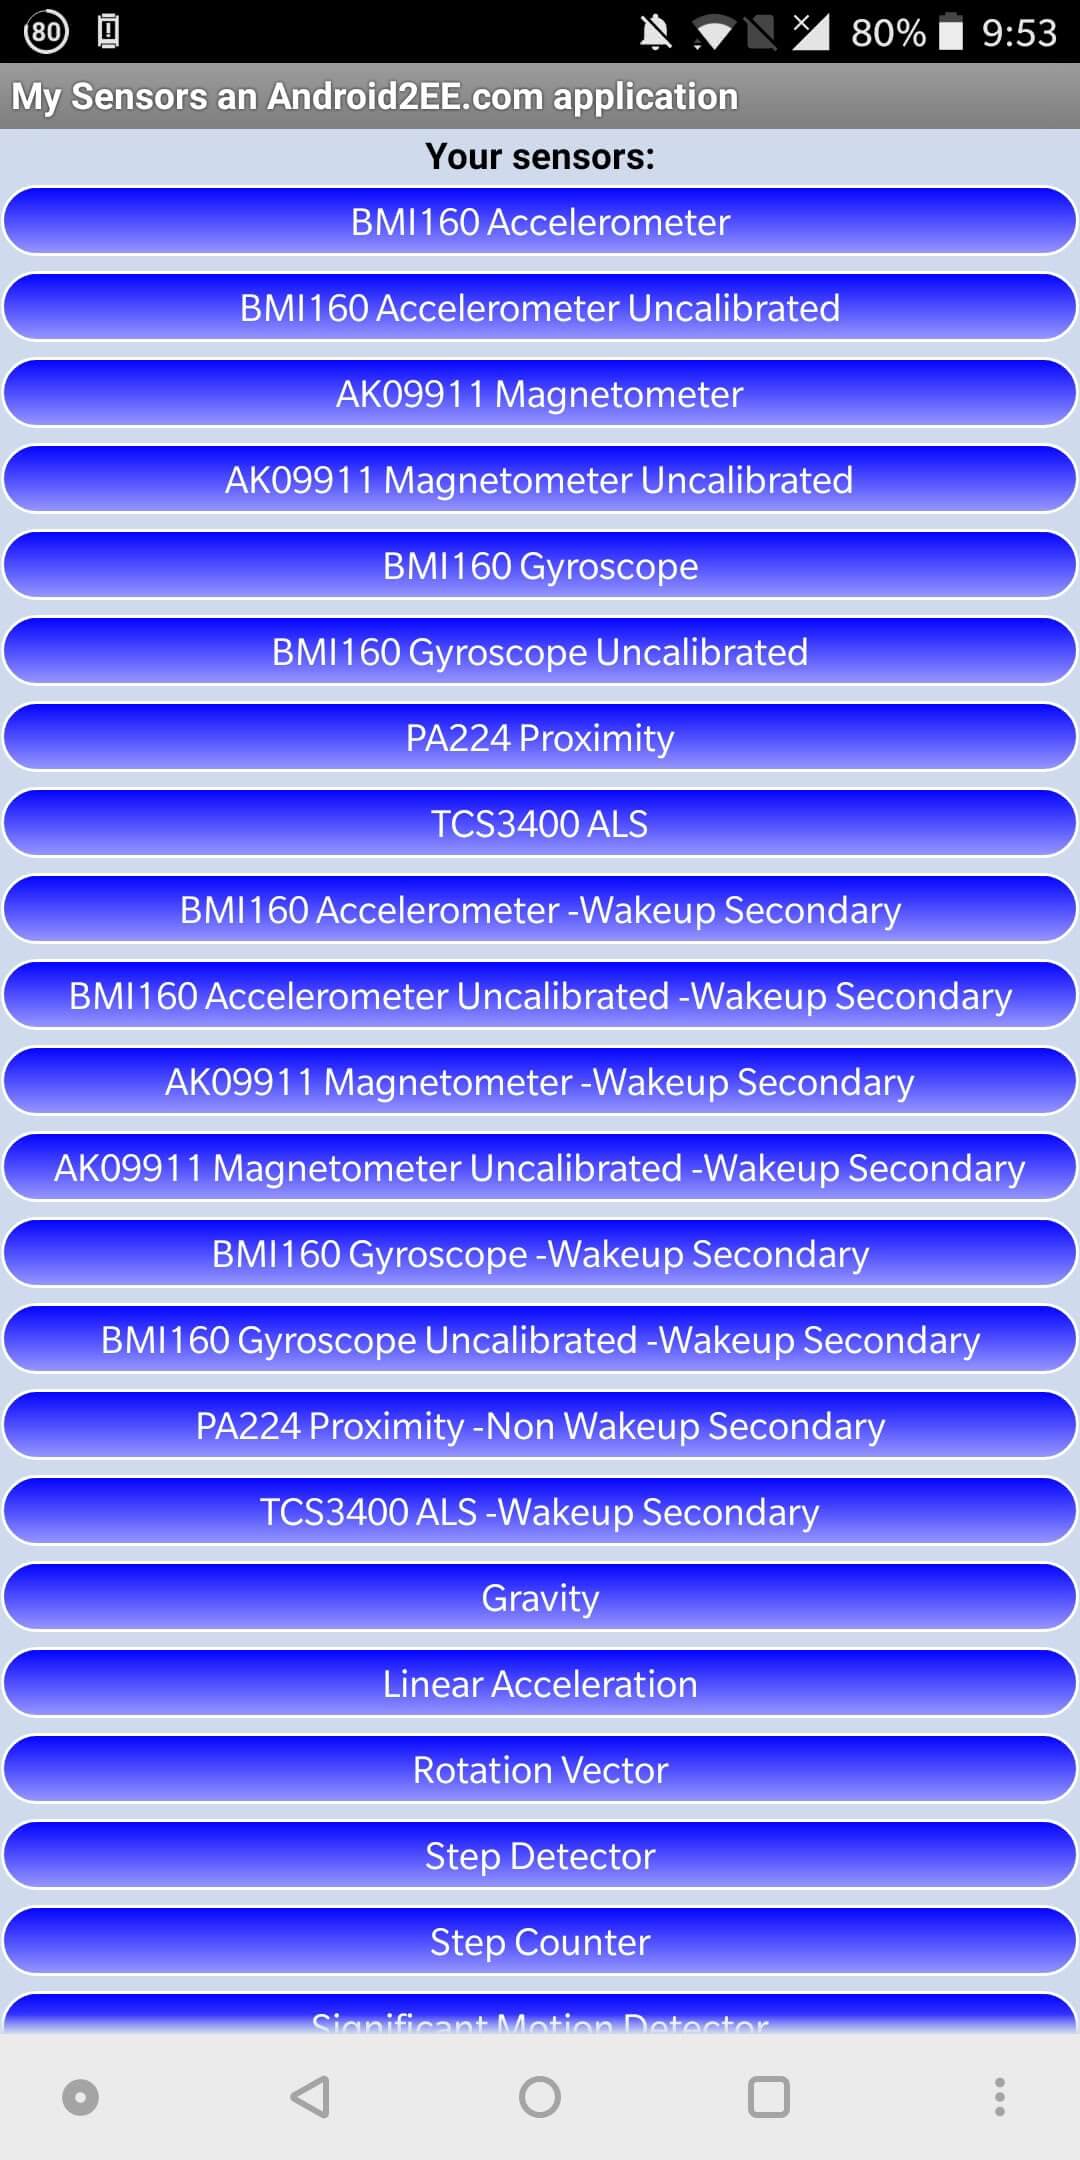 80
80% 9:53
My Sensors an Android2EE.com application
Your sensors:
BMI160 Accelerometer
BMI160 Accelerometer Uncalibrated
AK09911 Magnetometer
AK09911 Magnetometer Uncalibrated
BMI160 Gyroscope
BMI160 Gyroscope Uncalibrated
PA224 Proximity
TCS3400 ALS
BMI160 Accelerometer -Wakeup Secondary
BMI160 Accelerometer Uncalibrated -Wakeup Secondary
AK09911 Magnetometer -Wakeup Secondary
AK09911 Magnetometer Uncalibrated -Wakeup Secondary
BMI160 Gyroscope -Wakeup Secondary
BMI160 Gyroscope Uncalibrated -Wakeup Secondary
PA224 Proximity -Non Wakeup Secondary
TCS3400 ALS -Wakeup Secondary
Gravity
Linear Acceleration
Rotation Vector
Step Detector
Step Counter
Significant Motion Detector